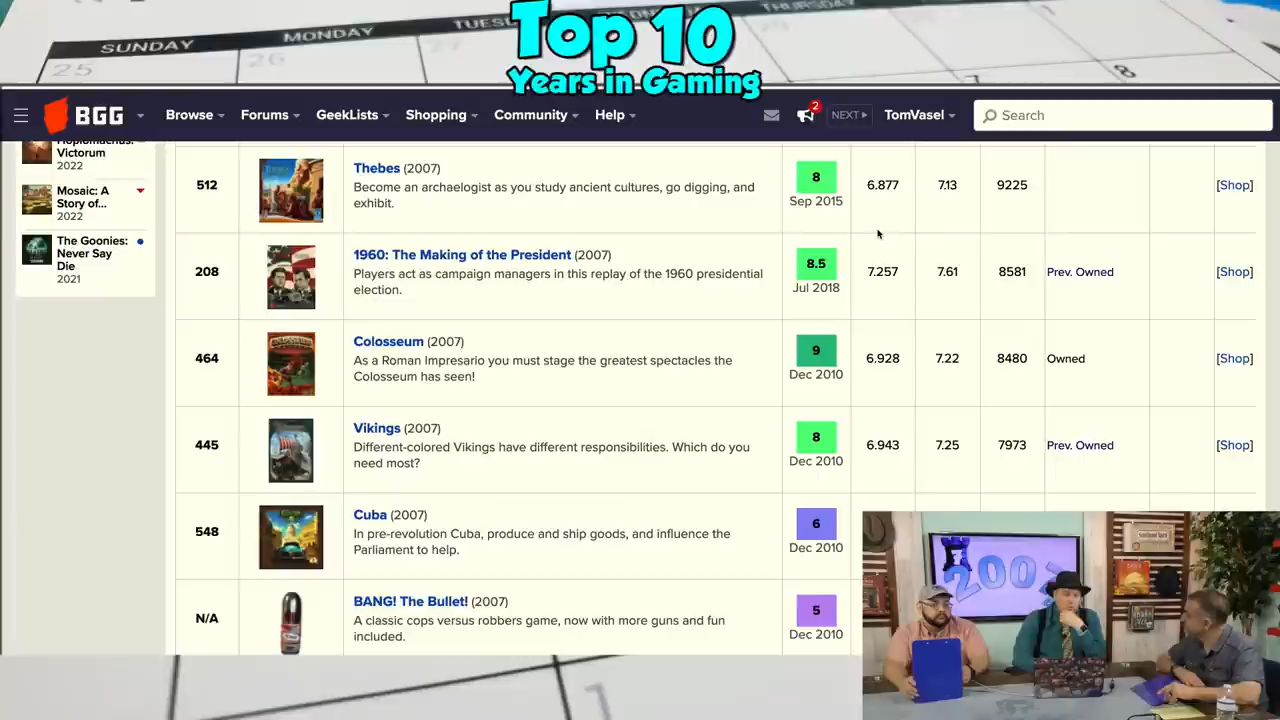 Top 10
Years in Gaming
SUNDAY
MONDAY
25
26
8
BGG
Browse
Forums
GeekLists
Shopping
Community
Help
2
NEXT
TomVasel
Search
Victorum
2022
Mosaic: A
Story of...
2022
The Goonies:
Never Say
Die
2021
512
Thebes (2007)
Become an archaelogist as you study ancient cultures, go digging, and
exhibit.
8
Sep 2015
6.877
7.13
9225
[Shop]
208
1960: The Making of the President (2007)
Players act as campaign managers in this replay of the 1960 presidential
election.
8.5
Jul 2018
7.257
7.61
8581
Prev. Owned
[Shop]
464
Colosseum (2007)
As a Roman Impresario you must stage the greatest spectacles the
Colosseum has seen!
9
Dec 2010
6.928
7.22
8480
Owned
[Shop]
445
Vikings (2007)
Different-colored Vikings have different responsibilities. Which do you
need most?
8
Dec 2010
6.943
7.25
7973
Prev. Owned
[Shop]
548
Cuba (2007)
In pre-revolution Cuba, produce and ship goods, and influence the
Parliament to help.
6
Dec 2010
N/A
BANG! The Bullet! (2007)
A classic cops versus robbers game, now with more guns and fun
included.
5
Dec 2010
2007